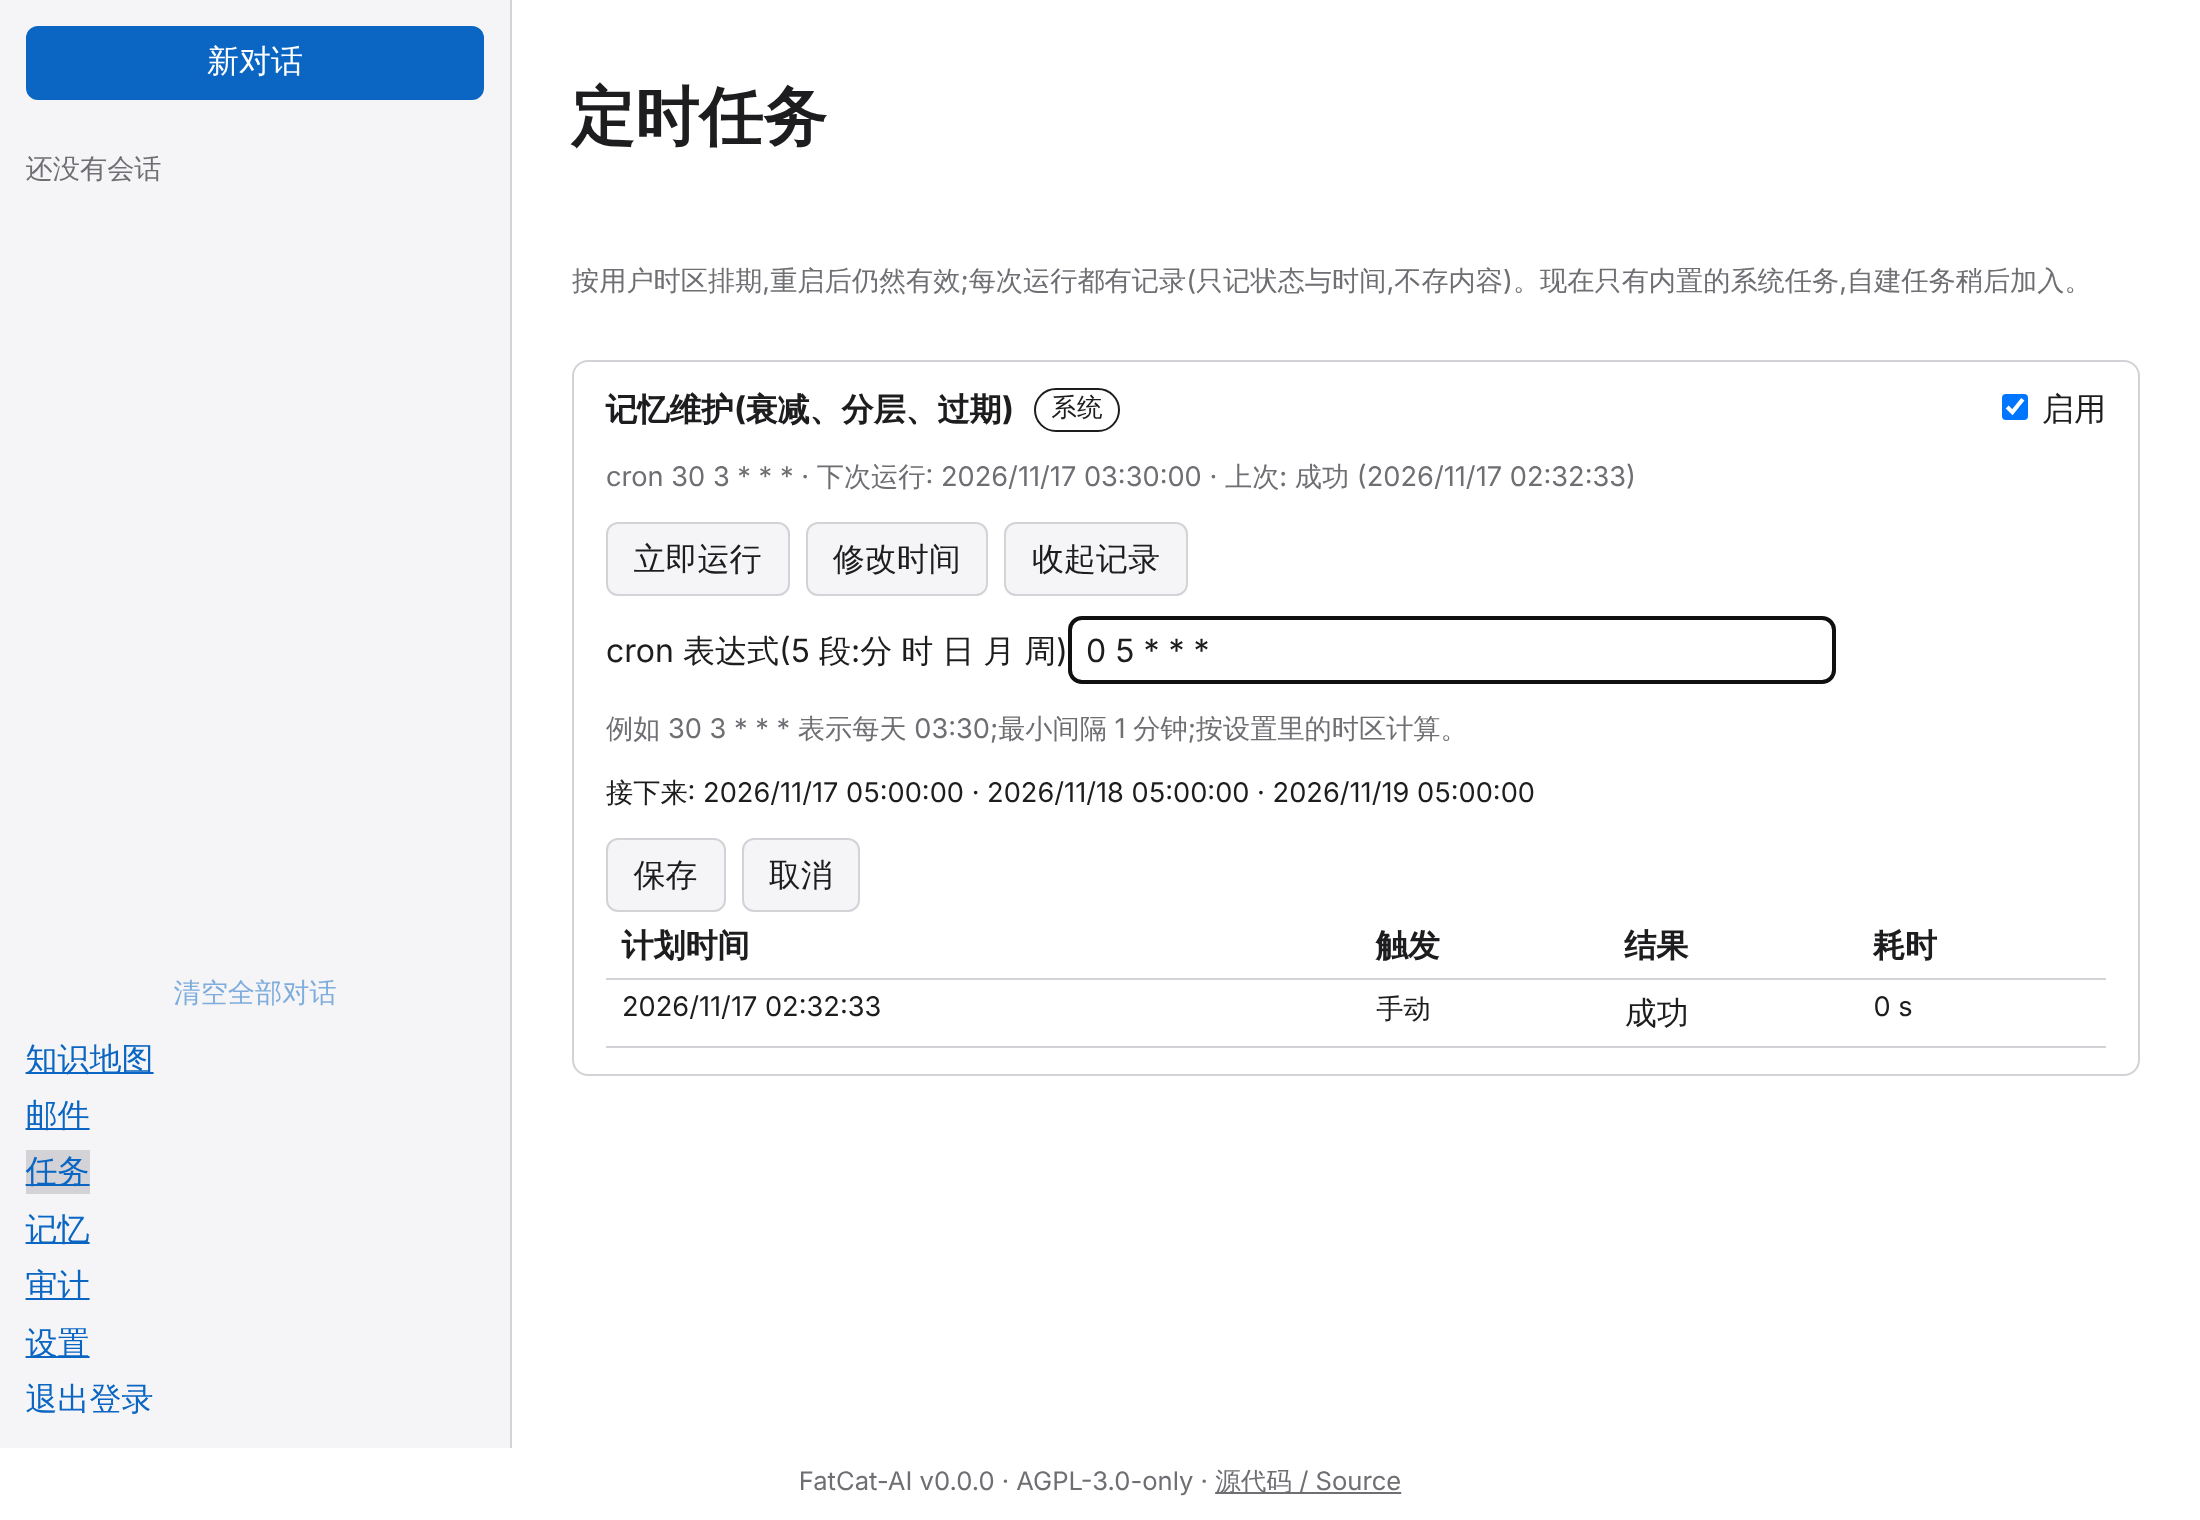 新对话
还没有会话
清空全部对话
知识地图
邮件
任务
记忆
审计
设置
退出登录
定时任务
按用户时区排期,重启后仍然有效;每次运行都有记录(只记状态与时间,不存内容)。现在只有内置的系统任务,自建任务稍后加入。
记忆维护(衰减、分层、过期) 系统 启用
cron 30 3 * * * · 下次运行: 2026/11/17 03:30:00 · 上次: 成功 (2026/11/17 02:32:33)
立即运行 修改时间 收起记录
cron 表达式(5 段:分 时 日 月 周) 0 5 * * *
例如 30 3 * * * 表示每天 03:30;最小间隔 1 分钟;按设置里的时区计算。
接下来: 2026/11/17 05:00:00 · 2026/11/18 05:00:00 · 2026/11/19 05:00:00
保存 取消
计划时间 触发 结果 耗时
2026/11/17 02:32:33 手动 成功 0 s
FatCat-AI v0.0.0 · AGPL-3.0-only · 源代码 / Source